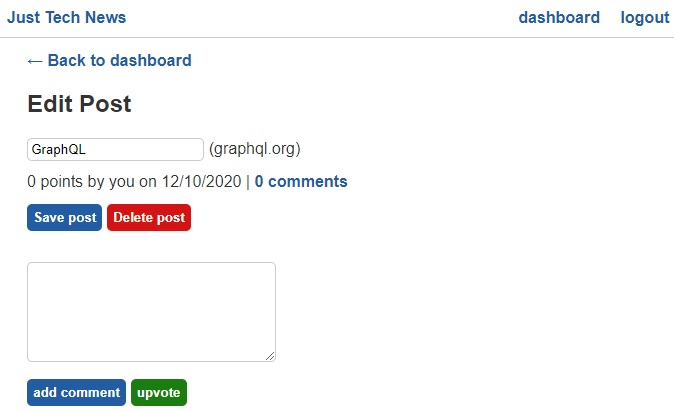 Just Tech News dashboard logout
← Back to dashboard
Edit Post
GraphQL (graphql.org)
0 points by you on 12/10/2020 | 0 comments
Save post Delete post
add comment upvote